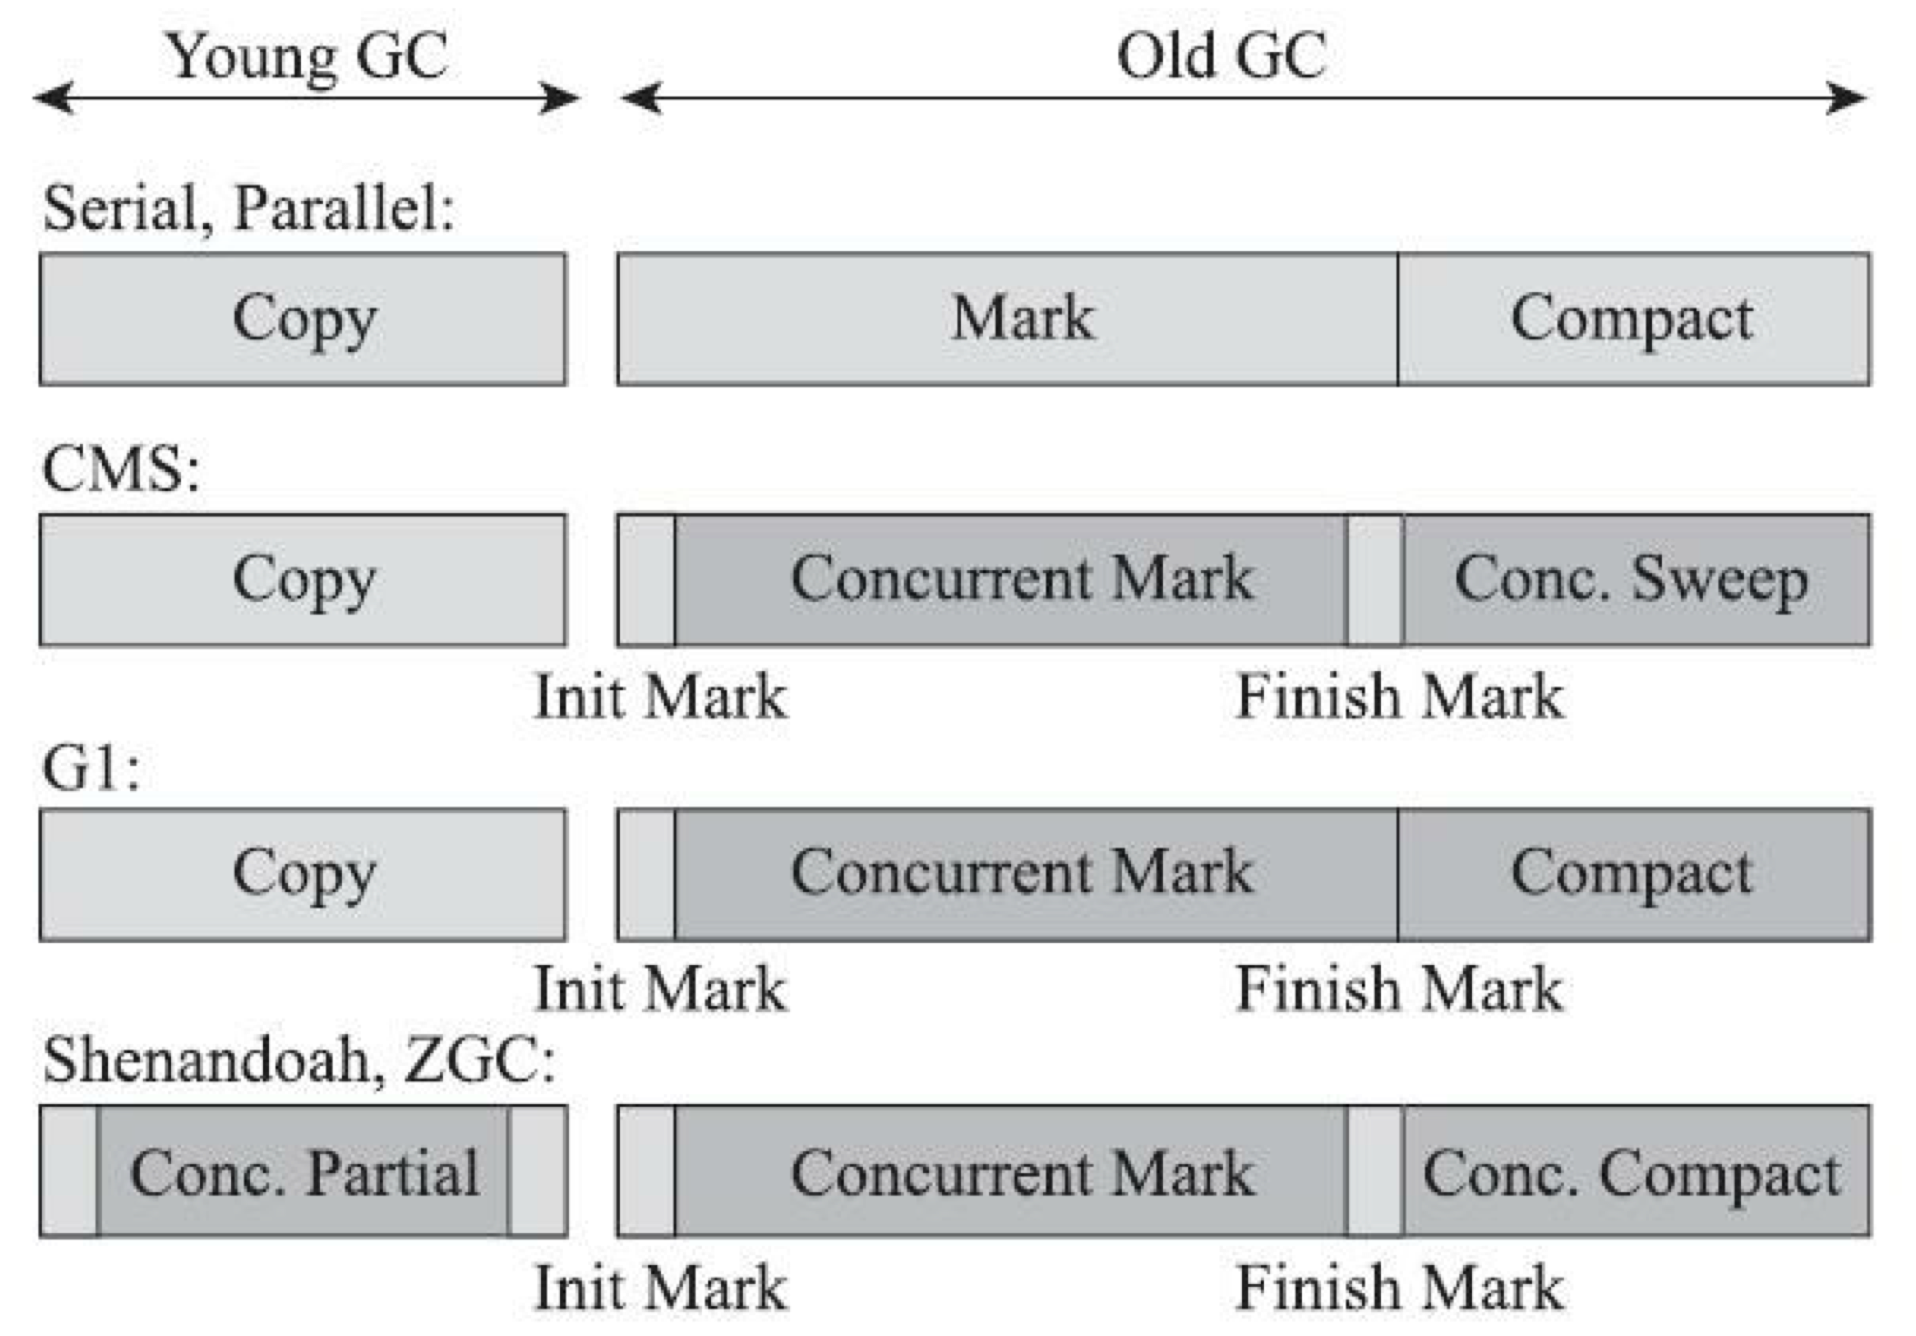 Young GC Old GC
Serial, Parallel:
Copy Mark Compact
CMS:
Copy Concurrent Mark Conc. Sweep
Init Mark Finish Mark
G1:
Copy Concurrent Mark Compact
Init Mark Finish Mark
Shenandoah, ZGC:
Conc. Partial Concurrent Mark Conc. Compact
Init Mark Finish Mark